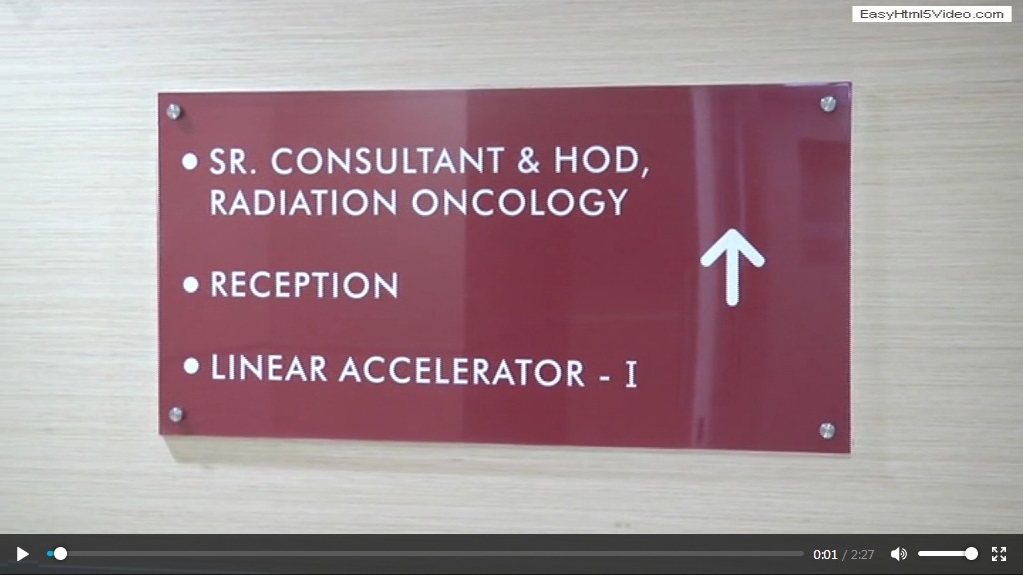 EasyHtml5Video.com
• SR. CONSULTANT & HOD,
RADIATION ONCOLOGY
• RECEPTION
• LINEAR ACCELERATOR - I
0:01 / 2:27